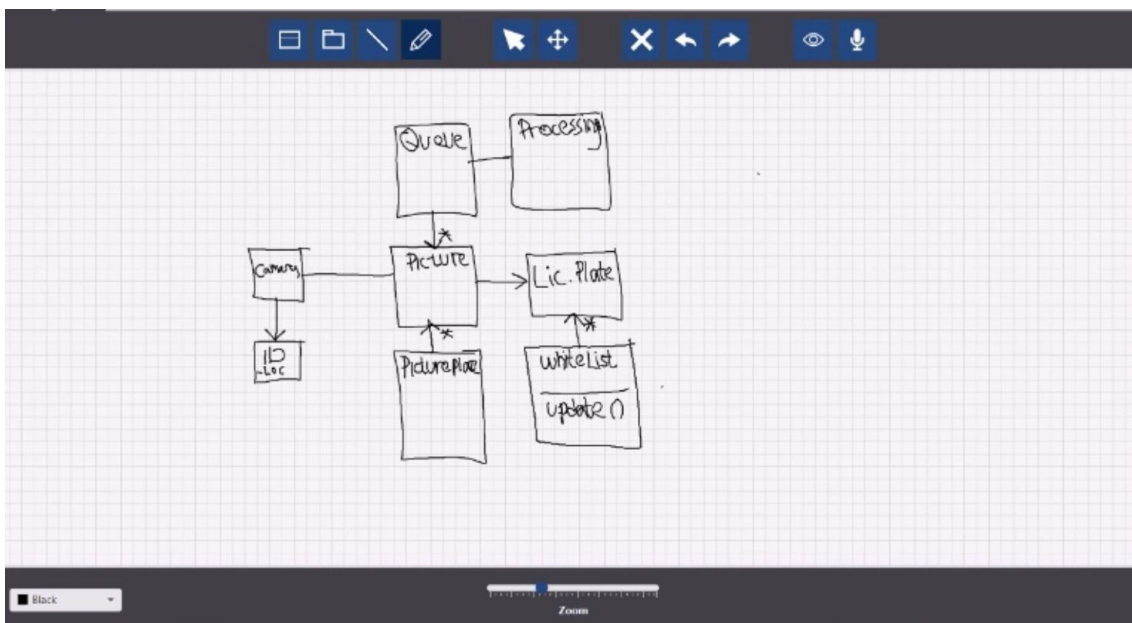 Queue
Processing
*
Camera
Picture
Lic. Plate
*
*
ID
-Loc
PicturePlate
whiteList
update()
Black
Zoom